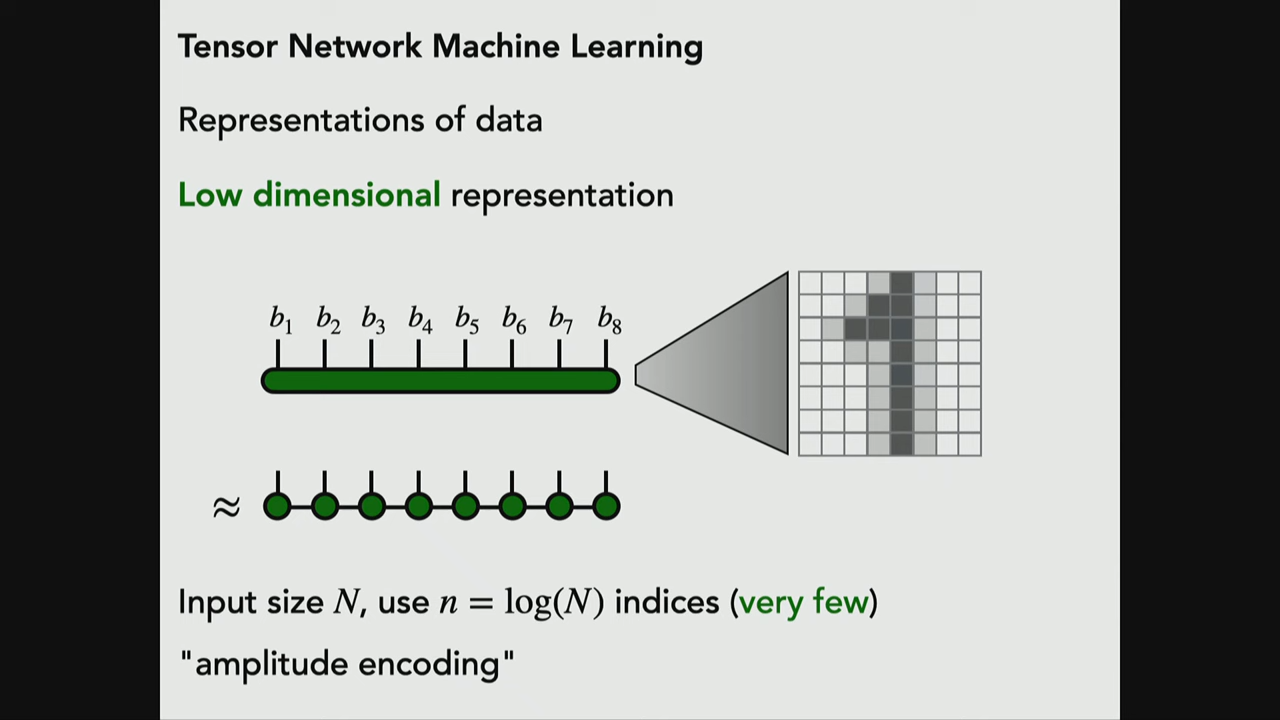 Tensor Network Machine Learning
Representations of data
Low dimensional representation
b₁ b₂ b₃ b₄ b₅ b₆ b₇ b₈
≈
Input size N, use n = log(N) indices (very few)
"amplitude encoding"